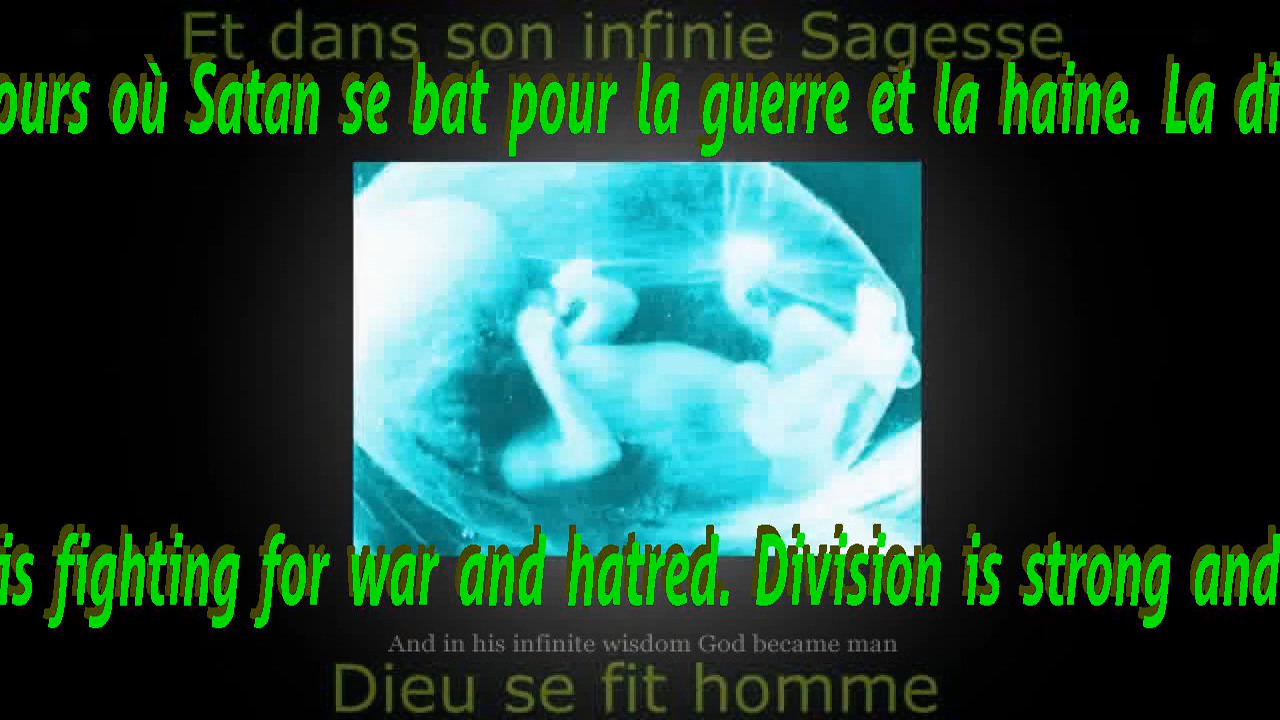 Et dans son infinie Sagesse
ours où Satan se bat pour la guerre et la haine. La di
is fighting for war and hatred. Division is strong and
And in his infinite wisdom God became man
Dieu se fit homme